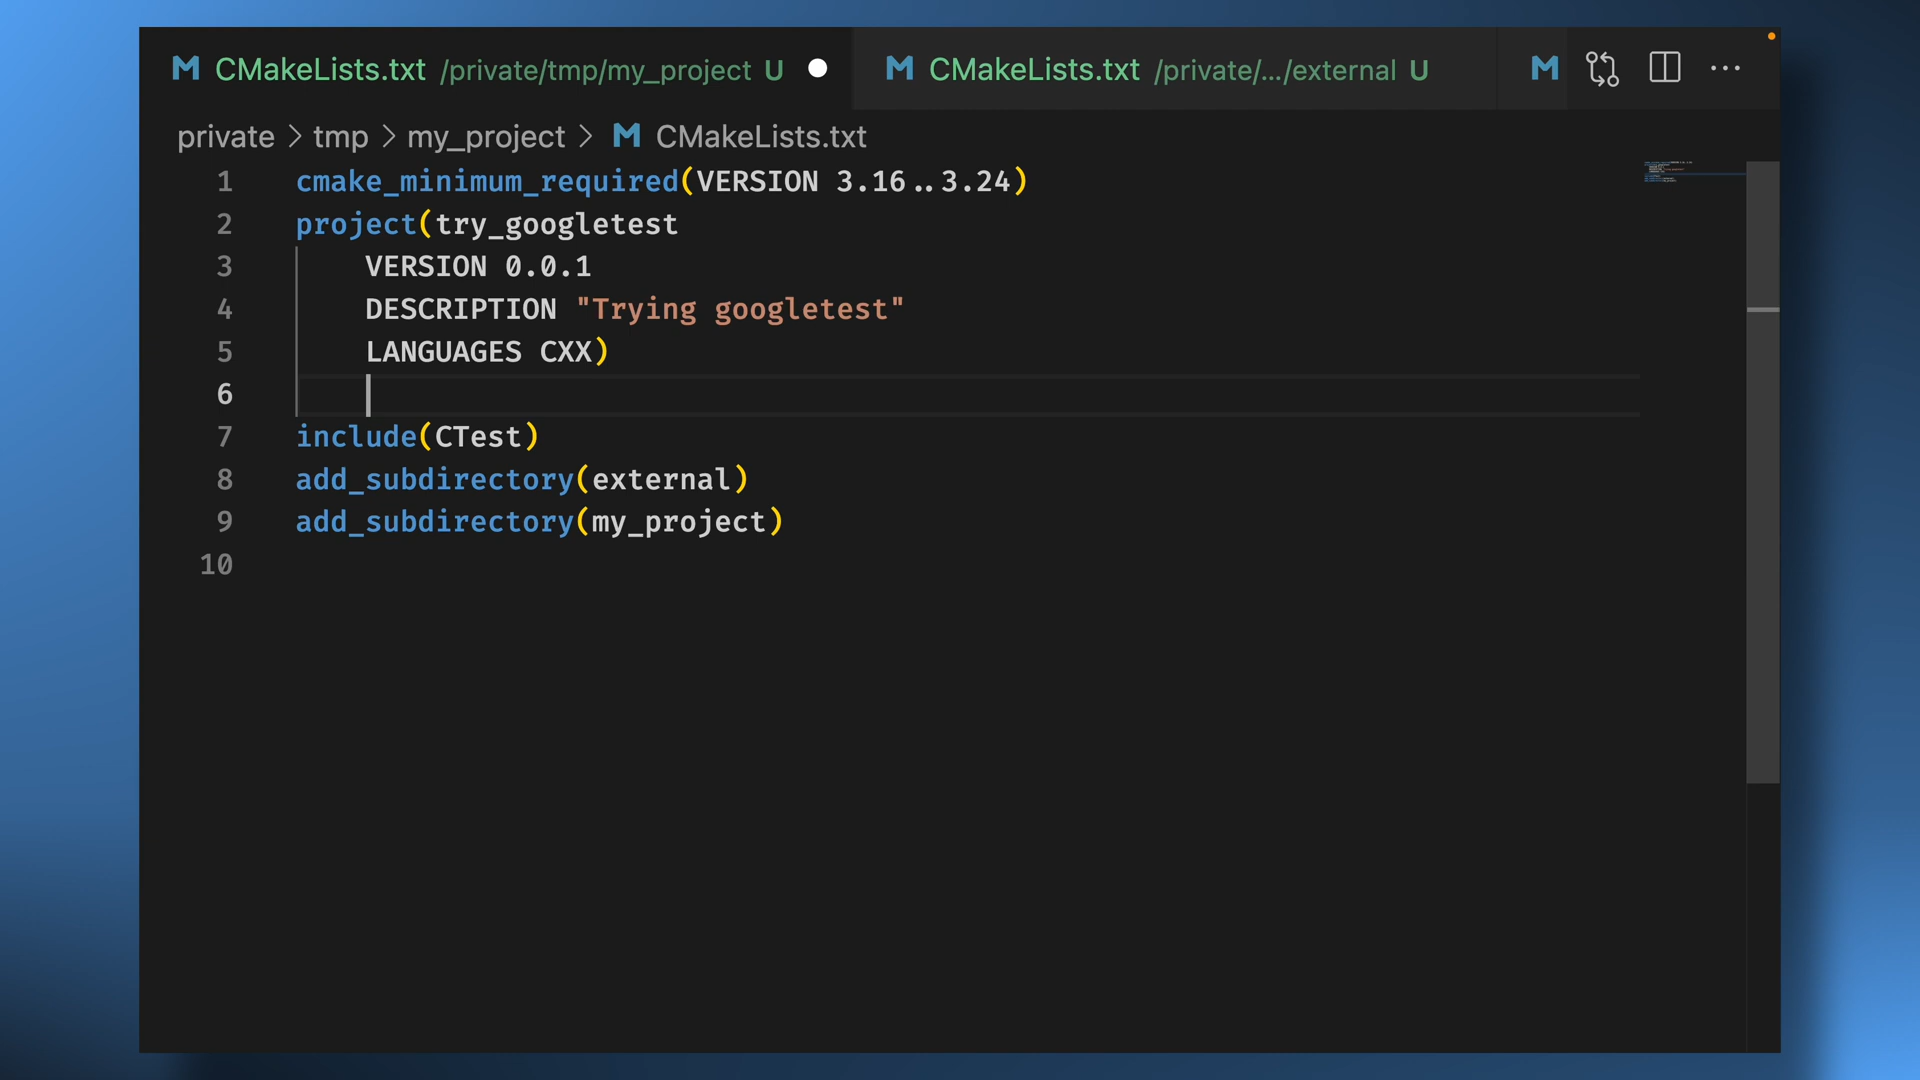 CMakeLists.txt /private/tmp/my_project U
CMakeLists.txt /private/.../external U
private > tmp > my_project > CMakeLists.txt
1 cmake_minimum_required(VERSION 3.16..3.24)
2 project(try_googletest
3     VERSION 0.0.1
4     DESCRIPTION "Trying googletest"
5     LANGUAGES CXX)
6
7 include(CTest)
8 add_subdirectory(external)
9 add_subdirectory(my_project)
10